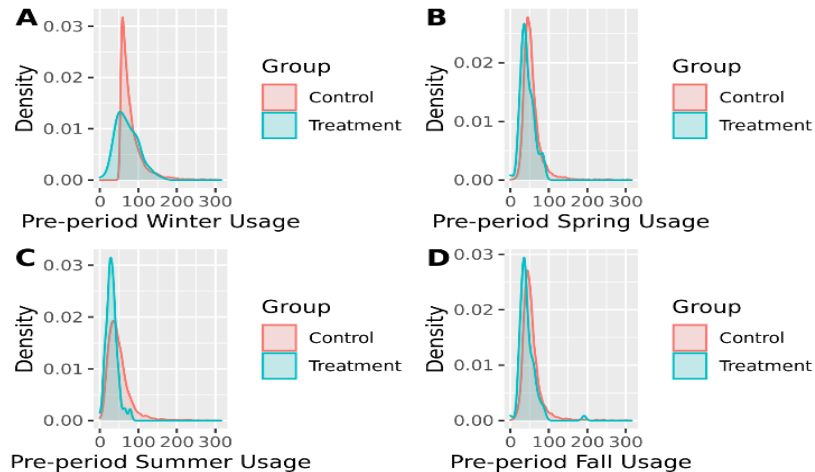 A
Density
0.03
0.02
0.01
0.00
0 100 200 300
Pre-period Winter Usage
Group
Control
Treatment
B
Density
0.02
0.01
0.00
0 100 200 300
Pre-period Spring Usage
Group
Control
Treatment
C
Density
0.03
0.02
0.01
0.00
0 100 200 300
Pre-period Summer Usage
Group
Control
Treatment
D
Density
0.03
0.02
0.01
0.00
0 100 200 300
Pre-period Fall Usage
Group
Control
Treatment